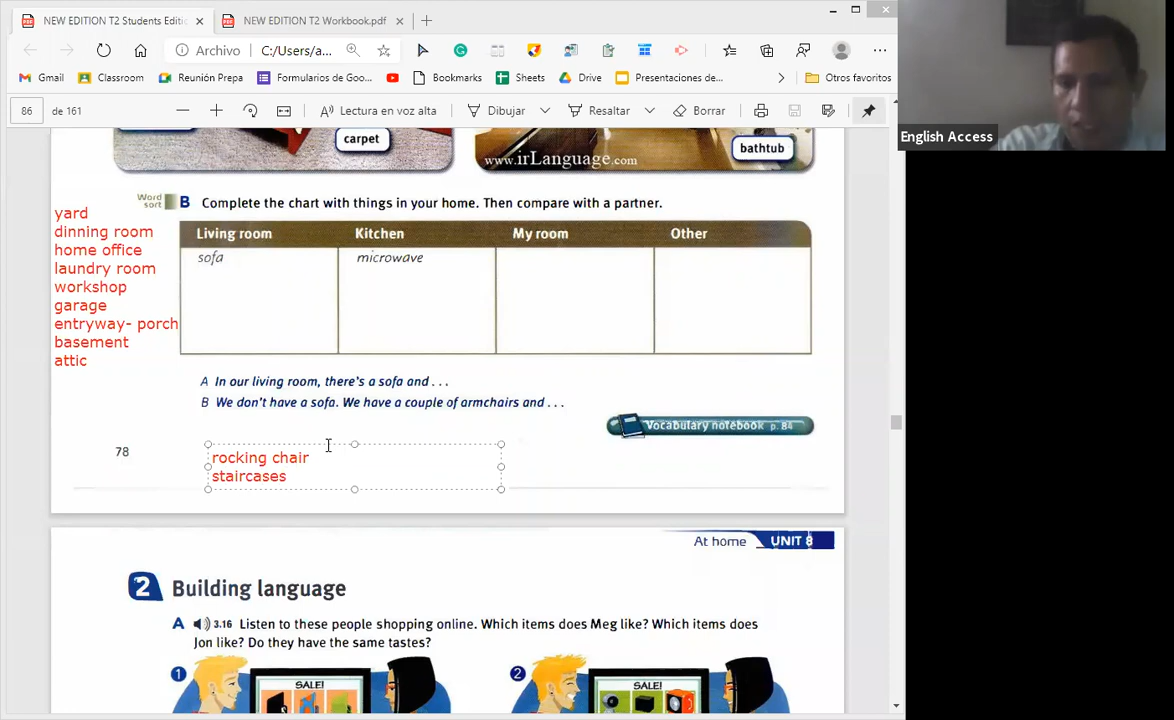 NEW EDITION T2 Students Editi
NEW EDITION T2 Workbook.pdf
Archivo
C:/Users/a...
Gmail
Classroom
Reunión Prepa
Formularios de Goo...
Bookmarks
Sheets
Drive
Presentaciones de...
Otros favoritos
86 de 161
Lectura en voz alta
Dibujar
Resaltar
Borrar
English Access
carpet
www.irLanguage.com
bathtub
Word sort
B Complete the chart with things in your home. Then compare with a partner.
yard
dinning room
home office
laundry room
workshop
garage
entryway- porch
basement
attic
Living room Kitchen My room Other
sofa microwave
A In our living room, there's a sofa and . . .
B We don't have a sofa. We have a couple of armchairs and . . .
Vocabulary notebook p. 84
78
rocking chair
staircases
At home UNIT 8
2 Building language
A 3.16 Listen to these people shopping online. Which items does Meg like? Which items does
Jon like? Do they have the same tastes?
1 SALE!
2 SALE!